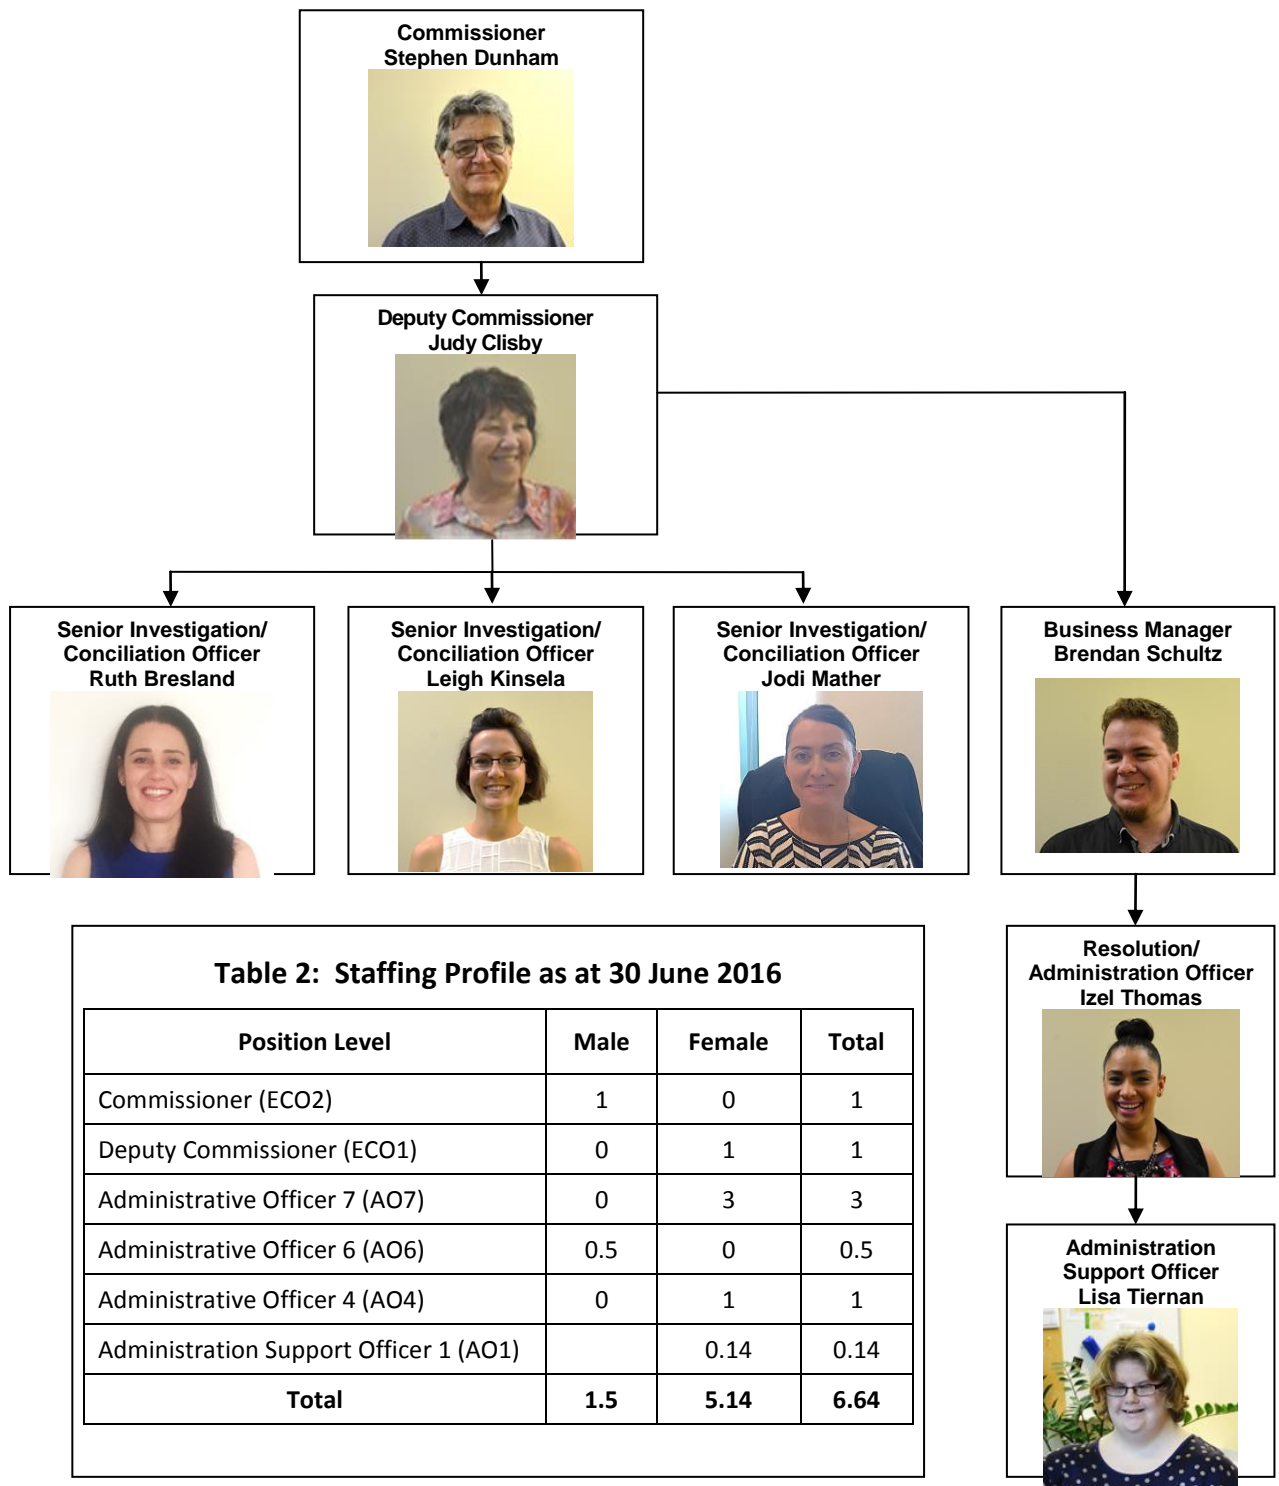 Commissioner
Stephen Dunham
Deputy Commissioner
Judy Clisby
Senior Investigation/
Conciliation Officer
Ruth Bresland
Senior Investigation/
Conciliation Officer
Leigh Kinsela
Senior Investigation/
Conciliation Officer
Jodi Mather
Business Manager
Brendan Schultz
Resolution/
Administration Officer
Izel Thomas
Administration
Support Officer
Lisa Tiernan
Table 2: Staffing Profile as at 30 June 2016
Position Level Male Female Total
Commissioner (ECO2) 1 0 1
Deputy Commissioner (ECO1) 0 1 1
Administrative Officer 7 (AO7) 0 3 3
Administrative Officer 6 (AO6) 0.5 0 0.5
Administrative Officer 4 (AO4) 0 1 1
Administration Support Officer 1 (AO1) 0.14 0.14
Total 1.5 5.14 6.64